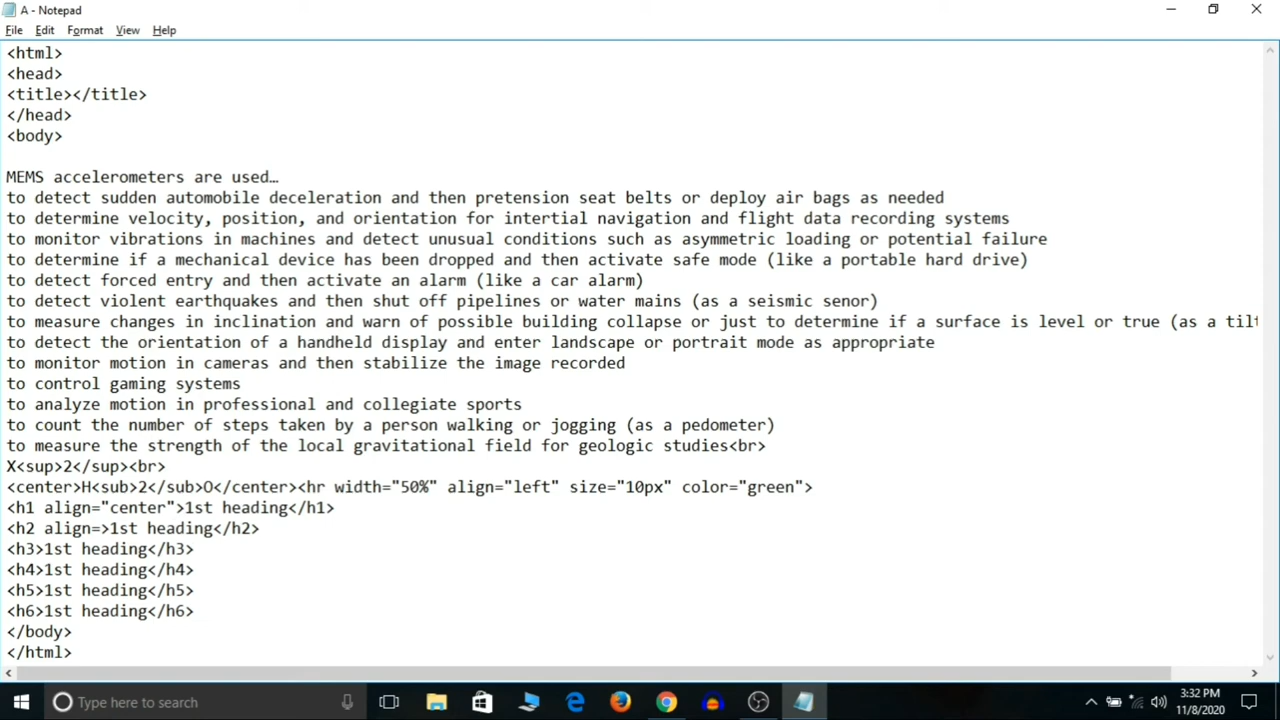 A - Notepad
File Edit Format View Help
<html>
<head>
<title></title>
</head>
<body>
MEMS accelerometers are used…
to detect sudden automobile deceleration and then pretension seat belts or deploy air bags as needed
to determine velocity, position, and orientation for intertial navigation and flight data recording systems
to monitor vibrations in machines and detect unusual conditions such as asymmetric loading or potential failure
to determine if a mechanical device has been dropped and then activate safe mode (like a portable hard drive)
to detect forced entry and then activate an alarm (like a car alarm)
to detect violent earthquakes and then shut off pipelines or water mains (as a seismic senor)
to measure changes in inclination and warn of possible building collapse or just to determine if a surface is level or true (as a tilt
to detect the orientation of a handheld display and enter landscape or portrait mode as appropriate
to monitor motion in cameras and then stabilize the image recorded
to control gaming systems
to analyze motion in professional and collegiate sports
to count the number of steps taken by a person walking or jogging (as a pedometer)
to measure the strength of the local gravitational field for geologic studies<br>
X<sup>2</sup><br>
<center>H<sub>2</sub>O</center><hr width="50%" align="left" size="10px" color="green">
<h1 align="center">1st heading</h1>
<h2 align=>1st heading</h2>
<h3>1st heading</h3>
<h4>1st heading</h4>
<h5>1st heading</h5>
<h6>1st heading</h6>
</body>
</html>
Type here to search
3:32 PM
11/8/2020